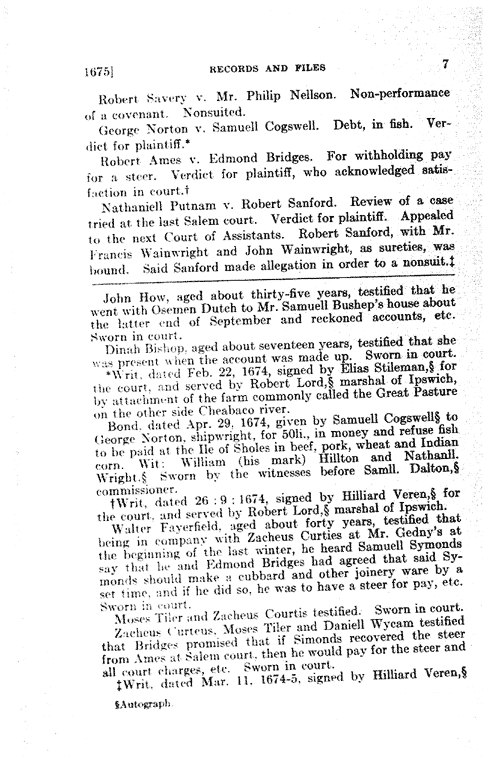 1675]	RECORDS AND FILES	7
Robert Savery v. Mr. Philip Neilson. Non-performance
of a covenant. Nonsuited.
George Norton v. Samuell Cogswell. Debt, in fish. Ver-
dict for plaintiff.*
Robert Ames v. Edmond Bridges. For withholding pay
for a steer. Verdict for plaintiff, who acknowledged satis-
faction in court.†
Nathaniell Putnam v. Robert Sanford. Review of a case
tried at the last Salem court. Verdict for plaintiff. Appealed
to the next Court of Assistants. Robert Sanford, with Mr.
Francis Wainwright and John Wainwright, as sureties, was
bound. Said Sanford made allegation in order to a nonsuit.‡
John How, aged about thirty-five years, testified that he
went with Osemen Dutch to Mr. Samuell Bushep's house about
the latter end of September and reckoned accounts, etc.
Sworn in court.
Dinah Bishop, aged about seventeen years, testified that she
was present when the account was made up. Sworn in court.
*Writ, dated Feb. 22, 1674, signed by Elias Stileman,§ for
the court, and served by Robert Lord,§ marshal of Ipswich,
by attachment of the farm commonly called the Great Pasture
on the other side Cheabaco river.
Bond, dated Apr. 29, 1674, given by Samuell Cogswell§ to
George Norton, shipwright, for 50li., in money and refuse fish
to be paid at the Ile of Sholes in beef, pork, wheat and Indian
corn. Wit: William (his mark) Hillton and Nathanll.
Wright.§ Sworn by the witnesses before Samll. Dalton,§
commissioner.
†Writ, dated 26 : 9 : 1674, signed by Hilliard Veren,§ for
the court, and served by Robert Lord,§ marshal of Ipswich.
Walter Fayerfield, aged about forty years, testified that
being in company with Zacheus Curties at Mr. Gedny's at
the beginning of the last winter, he heard Samuell Symonds
say that he and Edmond Bridges had agreed that said Sy-
monds should make a cubbard and other joinery ware by a
set time, and if he did so, he was to have a steer for pay, etc.
Sworn in court.
Moses Tiler and Zacheus Courtis testified. Sworn in court.
Zacheus Curteus, Moses Tiler and Daniell Wycam testified
that Bridges promised that if Simonds recovered the steer
from Ames at Salem court, then he would pay for the steer and
all court charges, etc. Sworn in court.
‡Writ, dated Mar. 11, 1674-5, signed by Hilliard Veren,§
§Autograph